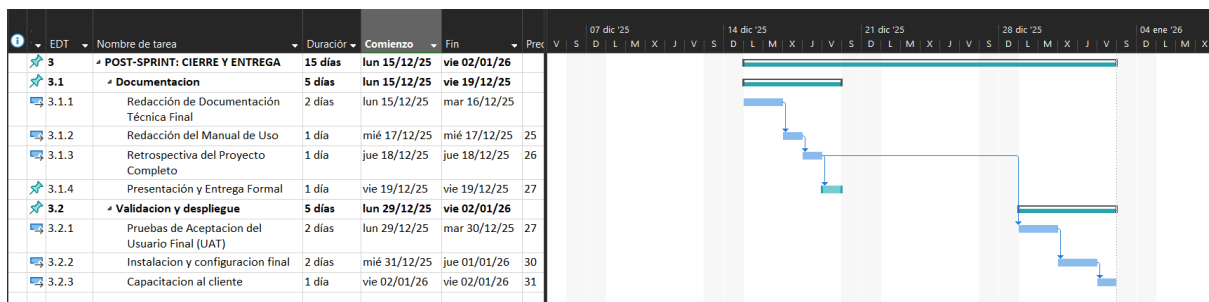 07 dic '25 14 dic '25 21 dic '25 28 dic '25 04 ene '26
EDT Nombre de tarea Duración Comienzo Fin Prec V S D L M X J V S D L M X J V S D L M X J V S D L M X J V S D L M X
3 POST-SPRINT: CIERRE Y ENTREGA 15 días lun 15/12/25 vie 02/01/26
3.1 Documentacion 5 días lun 15/12/25 vie 19/12/25
3.1.1 Redacción de Documentación Técnica Final 2 días lun 15/12/25 mar 16/12/25
3.1.2 Redacción del Manual de Uso 1 día mié 17/12/25 mié 17/12/25 25
3.1.3 Retrospectiva del Proyecto Completo 1 día jue 18/12/25 jue 18/12/25 26
3.1.4 Presentación y Entrega Formal 1 día vie 19/12/25 vie 19/12/25 27
3.2 Validacion y despliegue 5 días lun 29/12/25 vie 02/01/26
3.2.1 Pruebas de Aceptacion del Usuario Final (UAT) 2 días lun 29/12/25 mar 30/12/25 27
3.2.2 Instalacion y configuracion final 2 días mié 31/12/25 jue 01/01/26 30
3.2.3 Capacitacion al cliente 1 día vie 02/01/26 vie 02/01/26 31